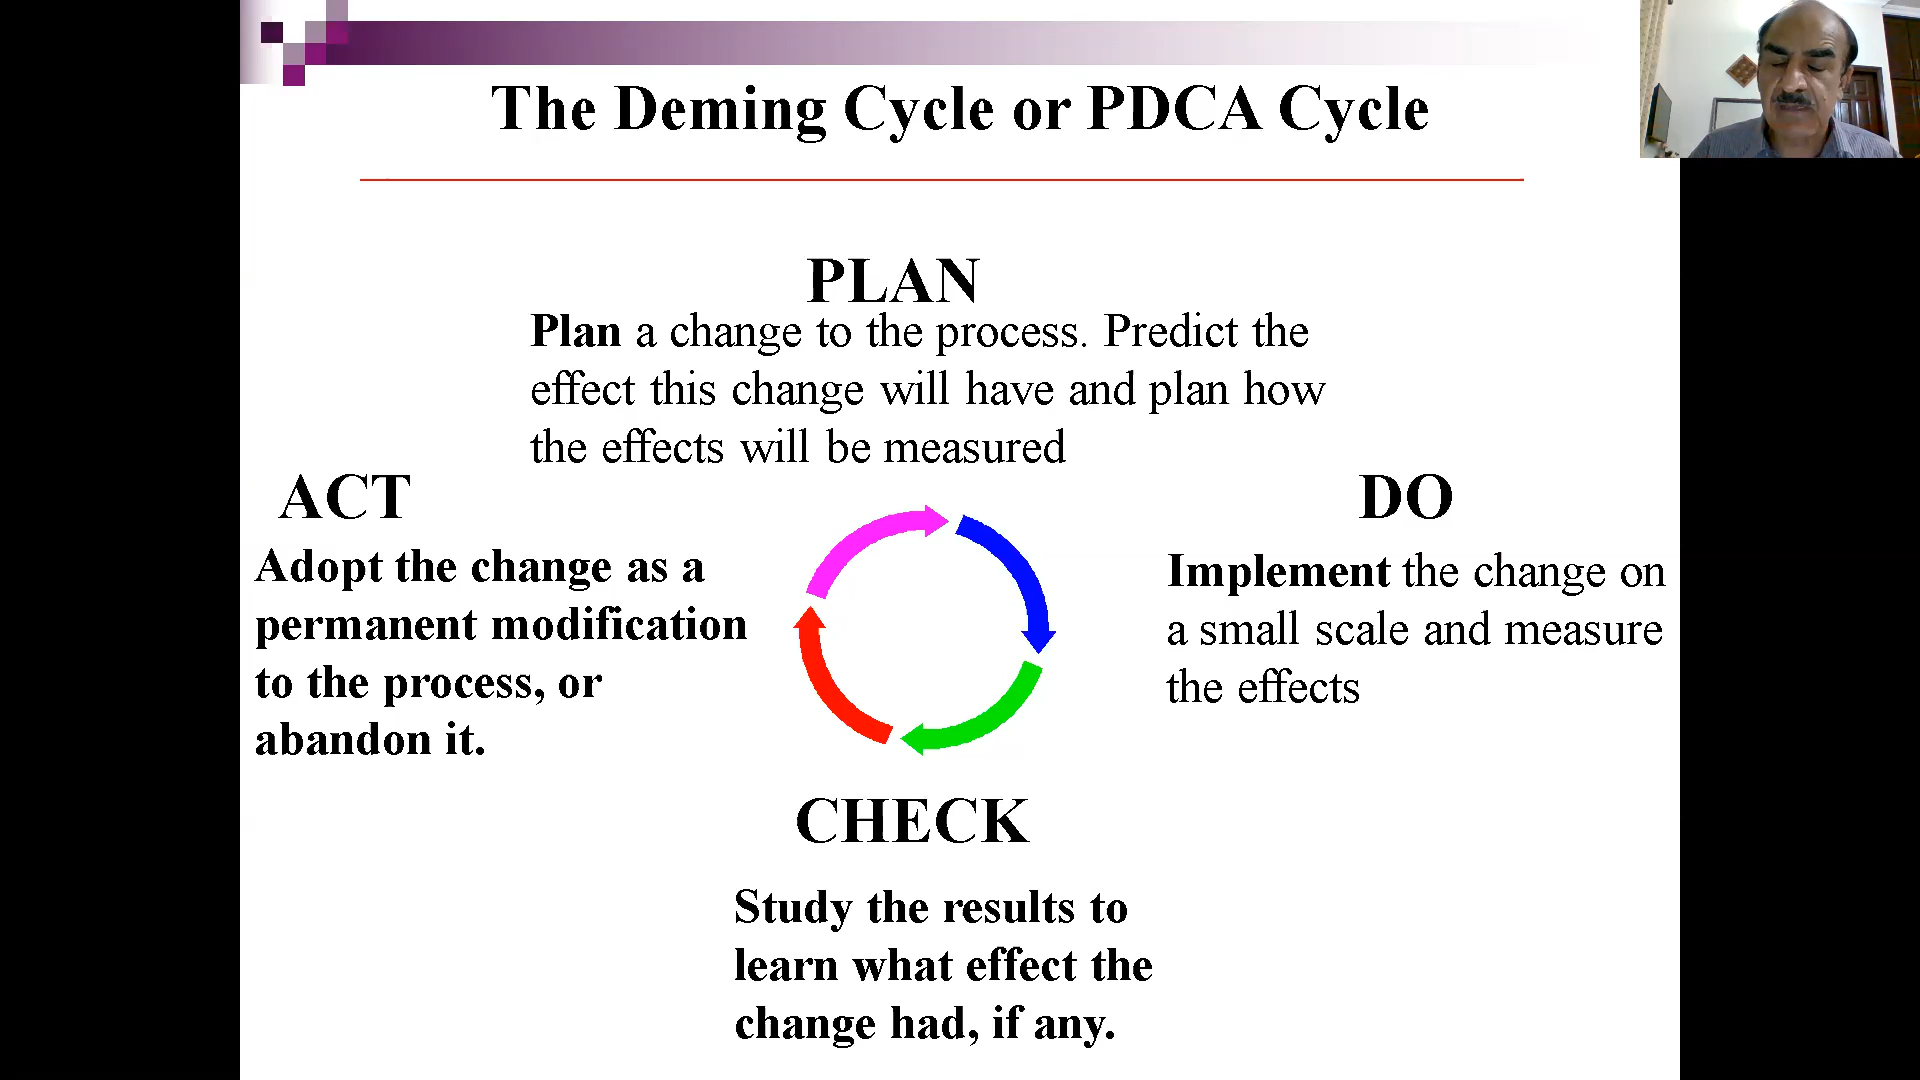 The Deming Cycle or PDCA Cycle
PLAN
Plan a change to the process. Predict the
effect this change will have and plan how
the effects will be measured
ACT
Adopt the change as a
permanent modification
to the process, or
abandon it.
DO
Implement the change on
a small scale and measure
the effects
CHECK
Study the results to
learn what effect the
change had, if any.